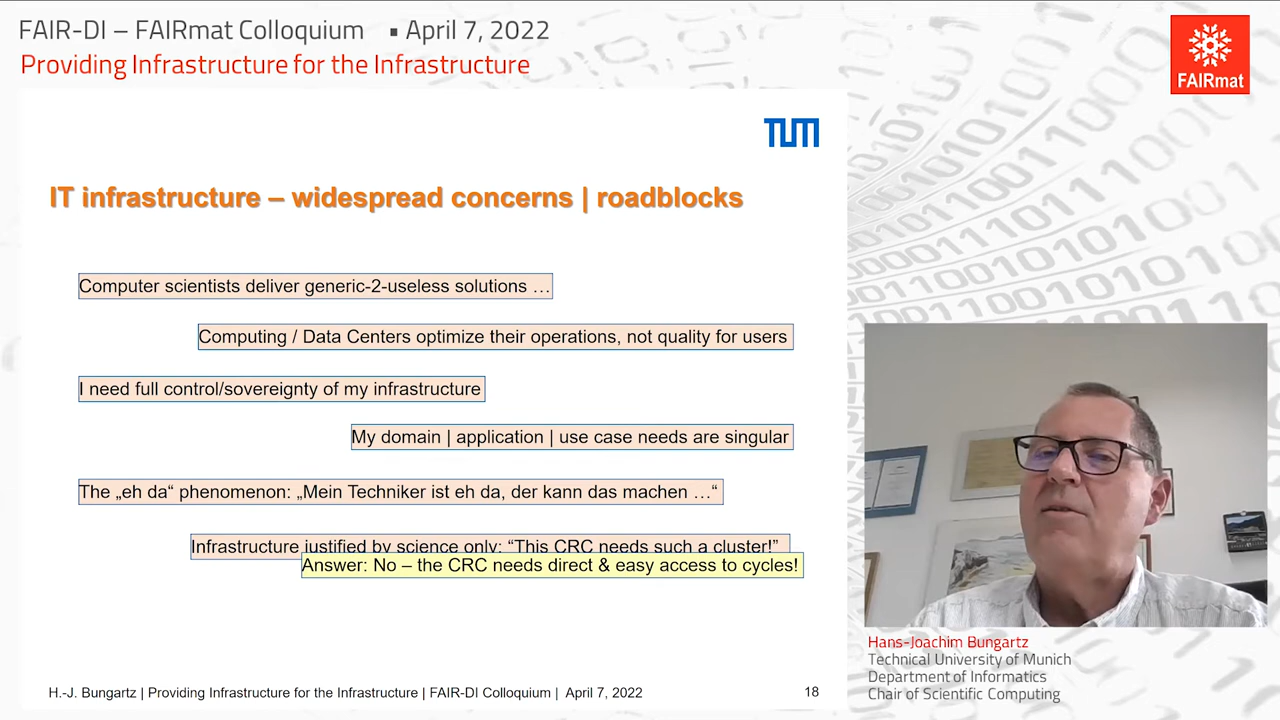 FAIR-DI – FAIRmat Colloquium ▪ April 7, 2022
Providing Infrastructure for the Infrastructure
FAIRmat
TUM
IT infrastructure – widespread concerns | roadblocks
Computer scientists deliver generic-2-useless solutions …
Computing / Data Centers optimize their operations, not quality for users
I need full control/sovereignty of my infrastructure
My domain | application | use case needs are singular
The „eh da“ phenomenon: „Mein Techniker ist eh da, der kann das machen …“
Infrastructure justified by science only: “This CRC needs such a cluster!”
Answer: No – the CRC needs direct & easy access to cycles!
H.-J. Bungartz | Providing Infrastructure for the Infrastructure | FAIR-DI Colloquium | April 7, 2022
18
Hans-Joachim Bungartz
Technical University of Munich
Department of Informatics
Chair of Scientific Computing